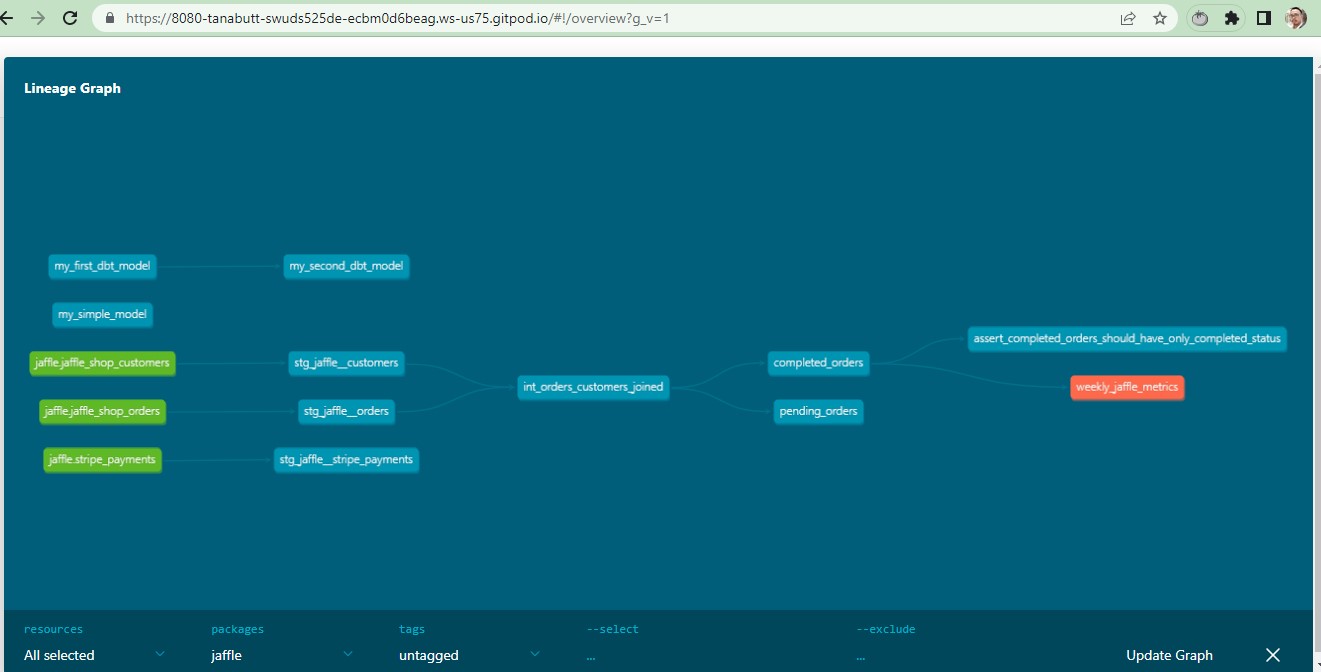 https://8080-tanabutt-swuds525de-ecbm0d6beag.ws-us75.gitpod.io/#!/overview?g_v=1
Lineage Graph
my_first_dbt_model
my_second_dbt_model
my_simple_model
assert_completed_orders_should_have_only_completed_status
jaffle.jaffle_shop_customers
stg_jaffle__customers
completed_orders
int_orders_customers_joined
weekly_jaffle_metrics
jaffle.jaffle_shop_orders
stg_jaffle__orders
pending_orders
jaffle.stripe_payments
stg_jaffle__stripe_payments
resources
packages
tags
--select
--exclude
All selected
jaffle
untagged
...
...
Update Graph